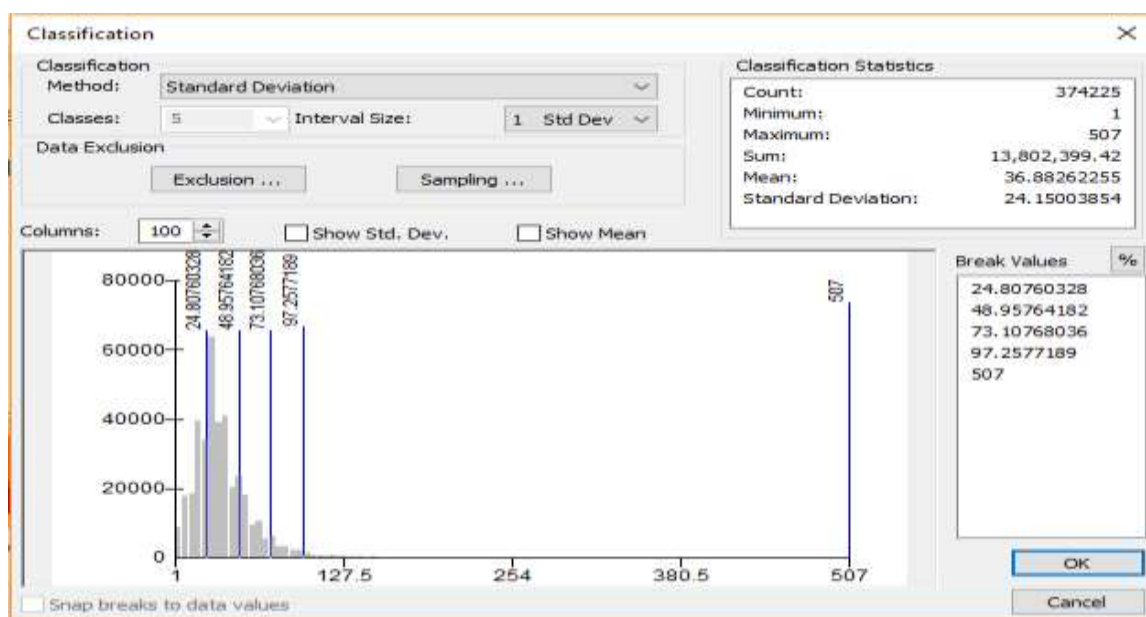 Classification
Classification
Method: Standard Deviation
Classes: 5 Interval Size: 1 Std Dev
Data Exclusion
Exclusion ... Sampling ...
Classification Statistics
Count: 374225
Minimum: 1
Maximum: 507
Sum: 13,802,399.42
Mean: 36.88262255
Standard Deviation: 24.15003854
Columns: 100 Show Std. Dev. Show Mean
80000
60000
40000
20000
0
24.80760328
48.95764182
73.10768036
97.2577189
507
1 127.5 254 380.5 507
Break Values %
24.80760328
48.95764182
73.10768036
97.2577189
507
OK
Snap breaks to data values
Cancel